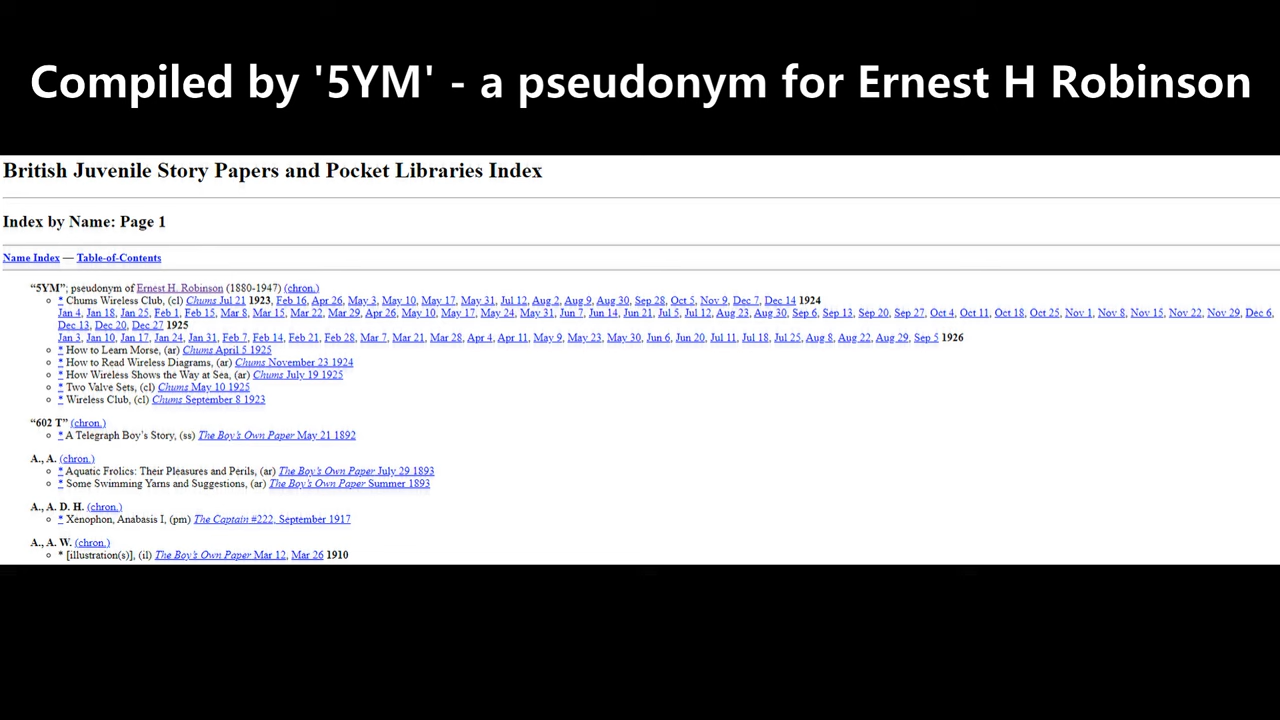 Compiled by '5YM' - a pseudonym for Ernest H Robinson
British Juvenile Story Papers and Pocket Libraries Index
Index by Name: Page 1
Name Index — Table-of-Contents
“5YM”; pseudonym of Ernest H. Robinson (1880-1947) (chron.)
* Chums Wireless Club, (cl) Chums Jul 21 1923, Feb 16, Apr 26, May 3, May 10, May 17, May 31, Jul 12, Aug 2, Aug 9, Aug 30, Sep 28, Oct 5, Nov 9, Dec 7, Dec 14 1924
Jan 4, Jan 18, Jan 25, Feb 1, Feb 15, Mar 8, Mar 15, Mar 22, Mar 29, Apr 26, May 10, May 17, May 24, May 31, Jun 7, Jun 14, Jun 21, Jul 5, Jul 12, Aug 23, Aug 30, Sep 6, Sep 13, Sep 20, Sep 27, Oct 4, Oct 11, Oct 18, Oct 25, Nov 1, Nov 8, Nov 15, Nov 22, Nov 29, Dec 6,
Dec 13, Dec 20, Dec 27 1925
Jan 3, Jan 10, Jan 17, Jan 24, Jan 31, Feb 7, Feb 14, Feb 21, Feb 28, Mar 7, Mar 21, Mar 28, Apr 4, Apr 11, May 9, May 23, May 30, Jun 6, Jun 20, Jul 11, Jul 18, Jul 25, Aug 8, Aug 22, Aug 29, Sep 5 1926
* How to Learn Morse, (ar) Chums April 5 1925
* How to Read Wireless Diagrams, (ar) Chums November 23 1924
* How Wireless Shows the Way at Sea, (ar) Chums July 19 1925
* Two Valve Sets, (cl) Chums May 10 1925
* Wireless Club, (cl) Chums September 8 1923
“602 T” (chron.)
* A Telegraph Boy’s Story, (ss) The Boy’s Own Paper May 21 1892
A., A. (chron.)
* Aquatic Frolics: Their Pleasures and Perils, (ar) The Boy’s Own Paper July 29 1893
* Some Swimming Yarns and Suggestions, (ar) The Boy’s Own Paper Summer 1893
A., A. D. H. (chron.)
* Xenophon, Anabasis I, (pm) The Captain #222, September 1917
A., A. W. (chron.)
* [illustration(s)], (il) The Boy’s Own Paper Mar 12, Mar 26 1910